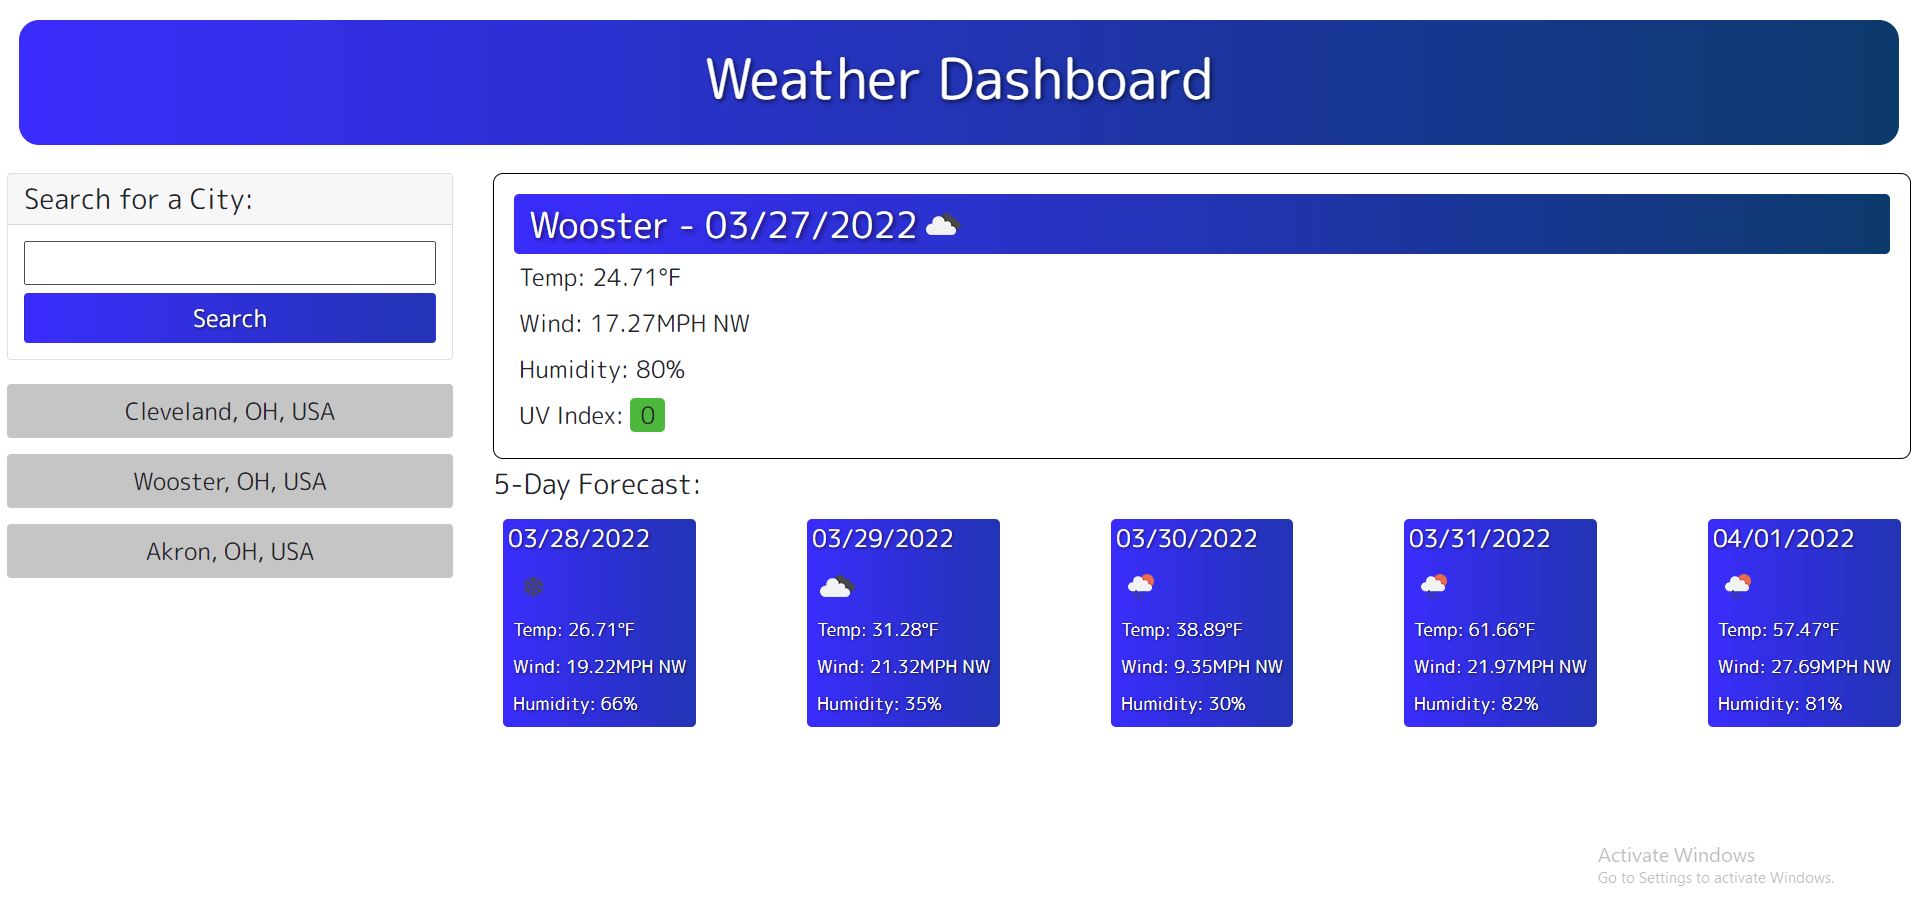 Weather Dashboard
Search for a City:
Search
Cleveland, OH, USA
Wooster, OH, USA
Akron, OH, USA
Wooster - 03/27/2022
Temp: 24.71°F
Wind: 17.27MPH NW
Humidity: 80%
UV Index: 0
5-Day Forecast:
03/28/2022
Temp: 26.71°F
Wind: 19.22MPH NW
Humidity: 66%
03/29/2022
Temp: 31.28°F
Wind: 21.32MPH NW
Humidity: 35%
03/30/2022
Temp: 38.89°F
Wind: 9.35MPH NW
Humidity: 30%
03/31/2022
Temp: 61.66°F
Wind: 21.97MPH NW
Humidity: 82%
04/01/2022
Temp: 57.47°F
Wind: 27.69MPH NW
Humidity: 81%
Activate Windows
Go to Settings to activate Windows.